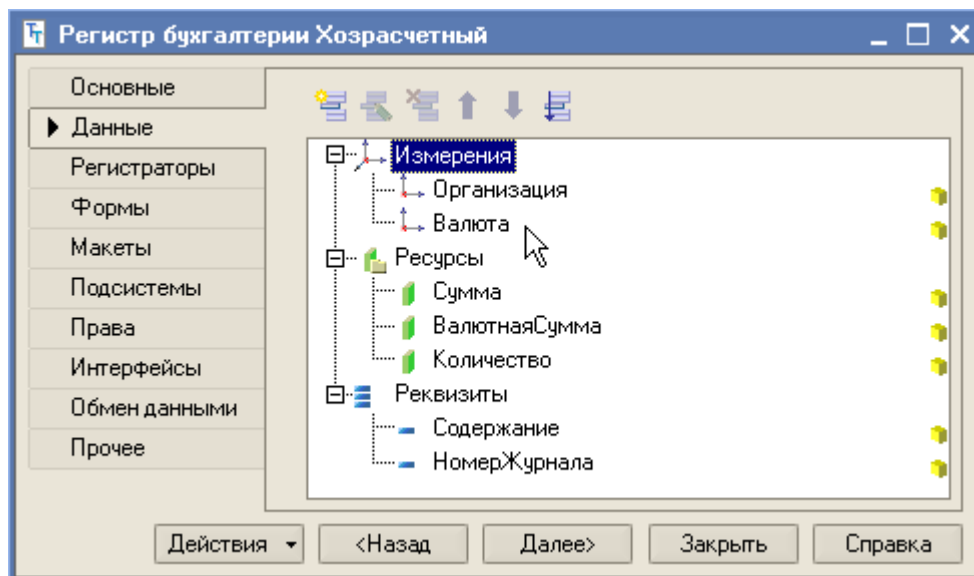 Регистр бухгалтерии Хозрасчетный
Основные
Данные
Регистраторы
Формы
Макеты
Подсистемы
Права
Интерфейсы
Обмен данными
Прочее
Измерения
Организация
Валюта
Ресурсы
Сумма
ВалютнаяСумма
Количество
Реквизиты
Содержание
НомерЖурнала
Действия
<Назад
Далее>
Закрыть
Справка